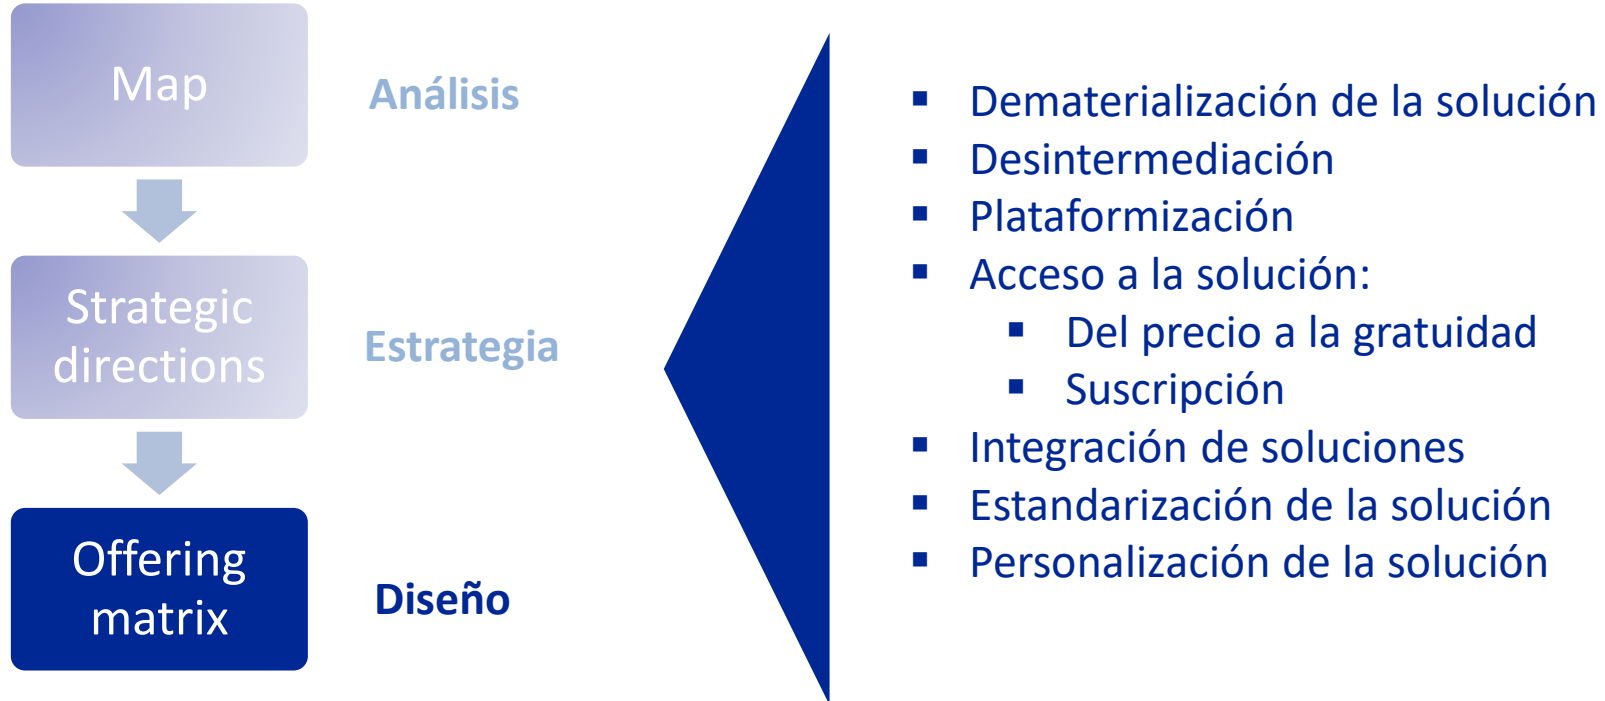 Map
Análisis
Strategic
directions
Estrategia
Offering
matrix
Diseño
▪ Dematerialización de la solución
▪ Desintermediación
▪ Plataformización
▪ Acceso a la solución:
▪ Del precio a la gratuidad
▪ Suscripción
▪ Integración de soluciones
▪ Estandarización de la solución
▪ Personalización de la solución